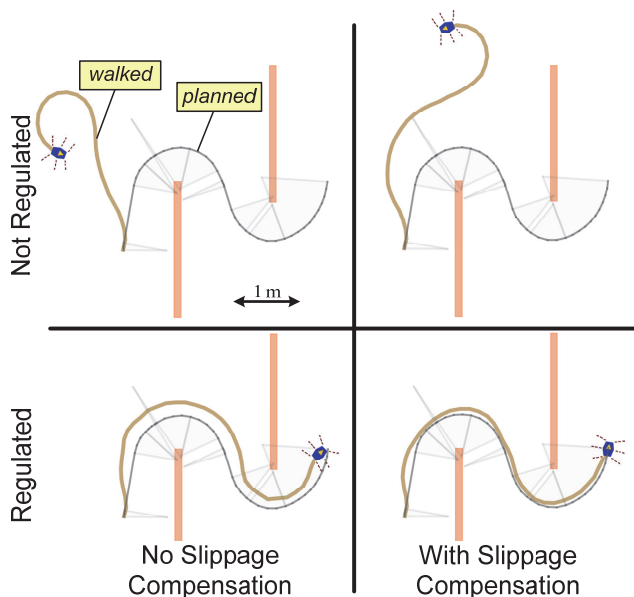 walked
planned
Not Regulated
1 m
Regulated
No Slippage
Compensation
With Slippage
Compensation